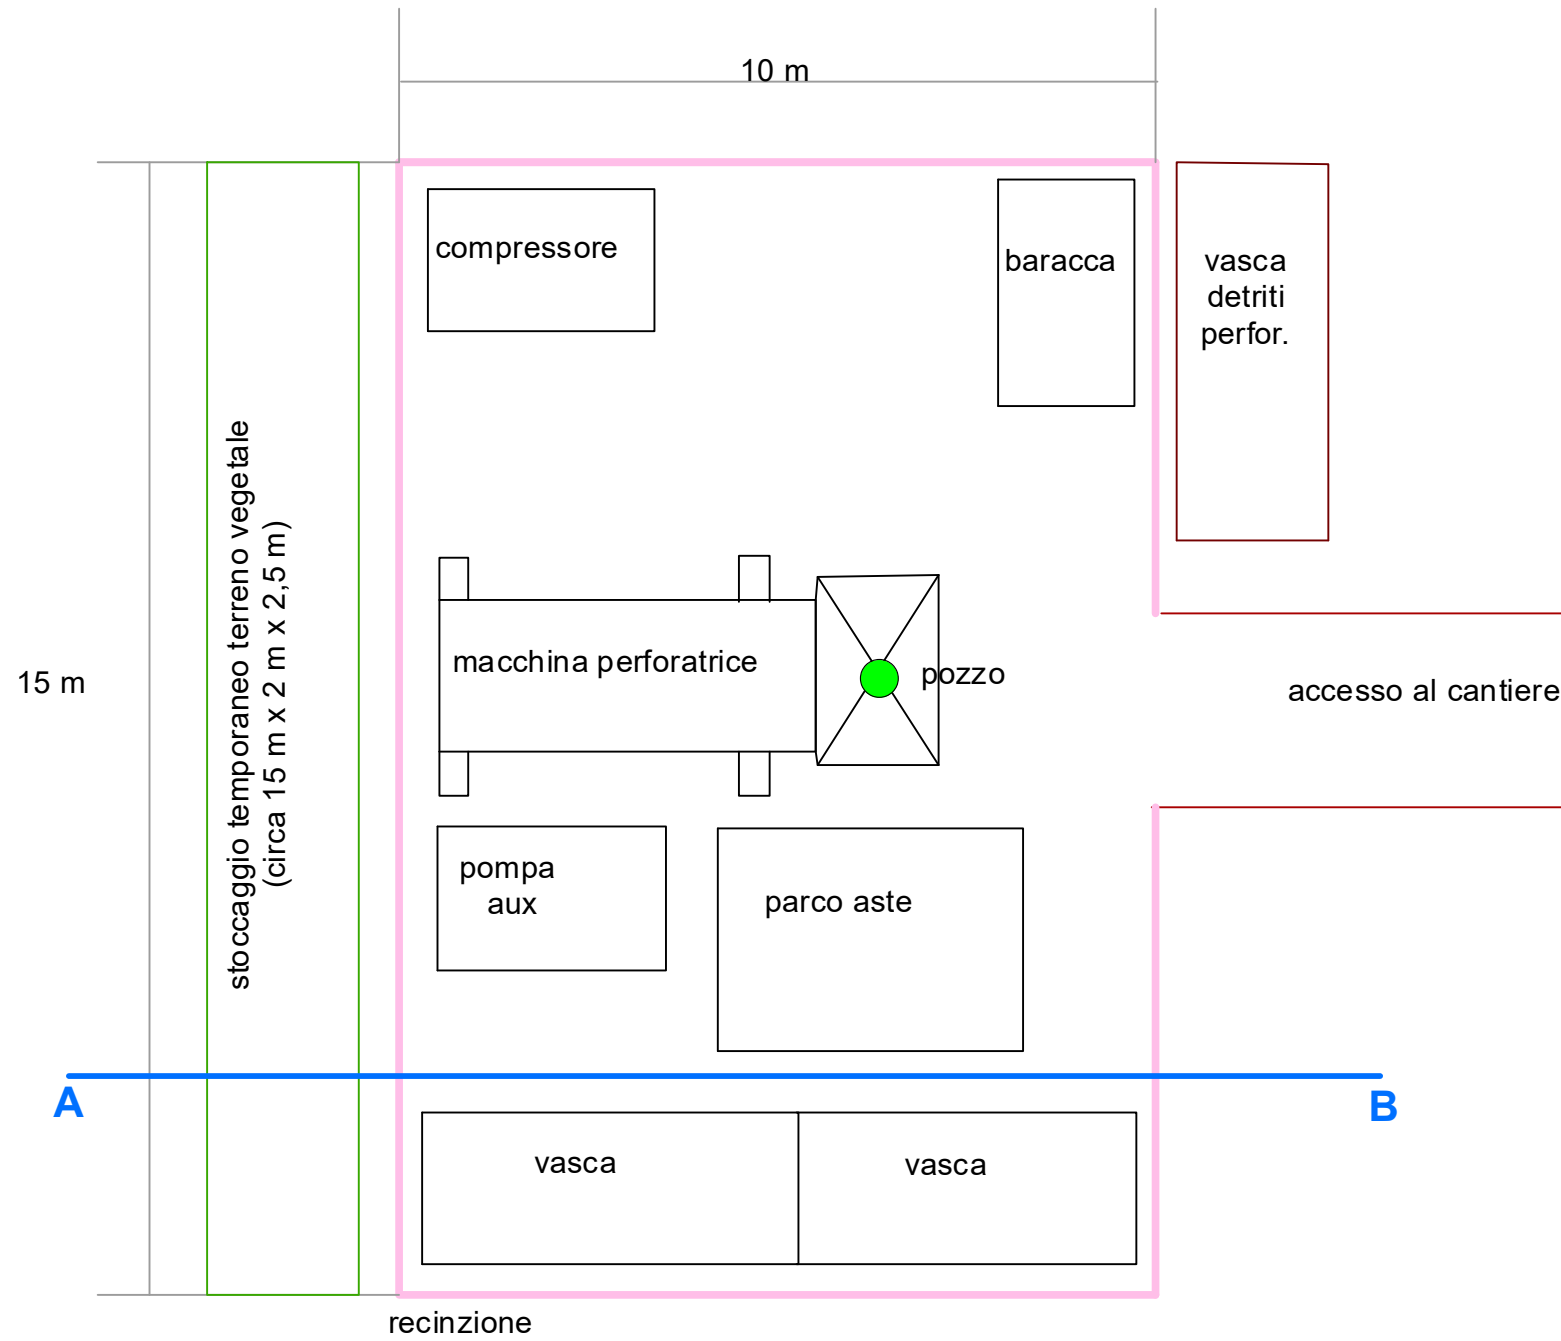 10 m
compressore
baracca
vasca
detriti
perfor.
stoccaggio temporaneo terreno vegetale
(circa 15 m x 2 m x 2,5 m)
15 m
macchina perforatrice
pozzo
accesso al cantiere
pompa
aux
parco aste
A
B
vasca
vasca
recinzione